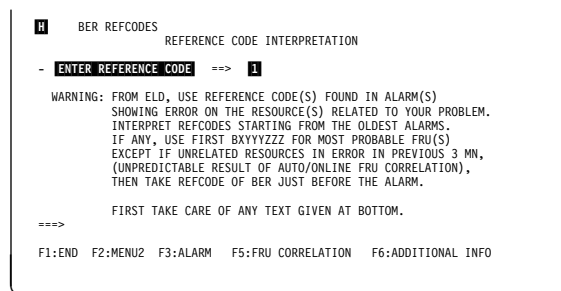 H BER REFCODES
REFERENCE CODE INTERPRETATION
- ENTER REFERENCE CODE ==> 1
WARNING: FROM ELD, USE REFERENCE CODE(S) FOUND IN ALARM(S)
SHOWING ERROR ON THE RESOURCE(S) RELATED TO YOUR PROBLEM.
INTERPRET REFCODES STARTING FROM THE OLDEST ALARMS.
IF ANY, USE FIRST BXYYYZZZ FOR MOST PROBABLE FRU(S)
EXCEPT IF UNRELATED RESOURCES IN ERROR IN PREVIOUS 3 MN,
(UNPREDICTABLE RESULT OF AUTO/ONLINE FRU CORRELATION),
THEN TAKE REFCODE OF BER JUST BEFORE THE ALARM.
FIRST TAKE CARE OF ANY TEXT GIVEN AT BOTTOM.
===>
F1:END F2:MENU2 F3:ALARM F5:FRU CORRELATION F6:ADDITIONAL INFO